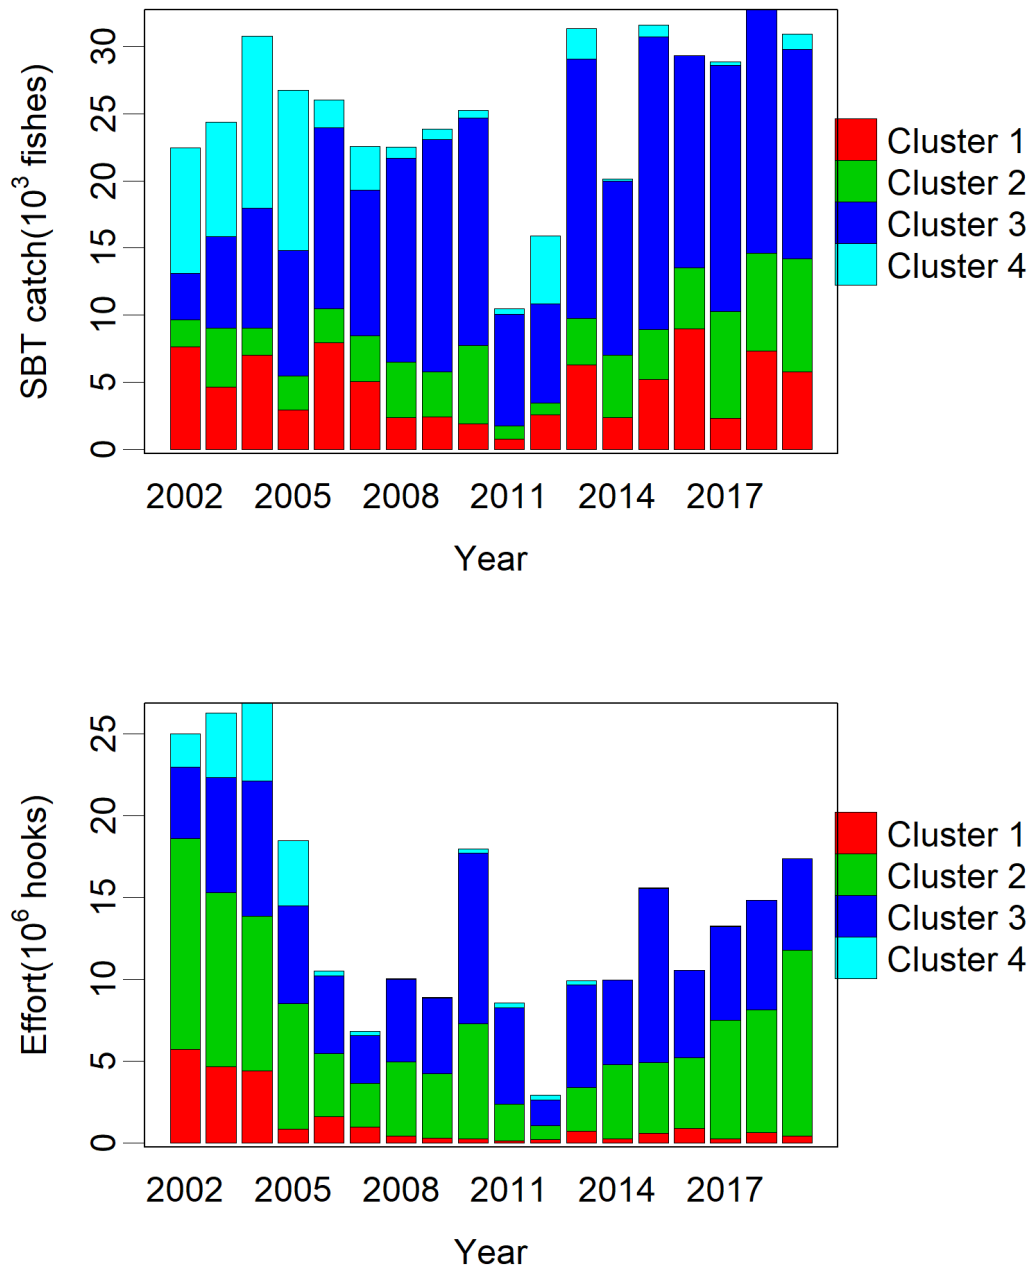 SBT catch(10³ fishes)
30
25
20
15
10
5
0
2002 2005 2008 2011 2014 2017
Year
Cluster 1
Cluster 2
Cluster 3
Cluster 4
Effort(10⁶ hooks)
25
20
15
10
5
0
2002 2005 2008 2011 2014 2017
Year
Cluster 1
Cluster 2
Cluster 3
Cluster 4